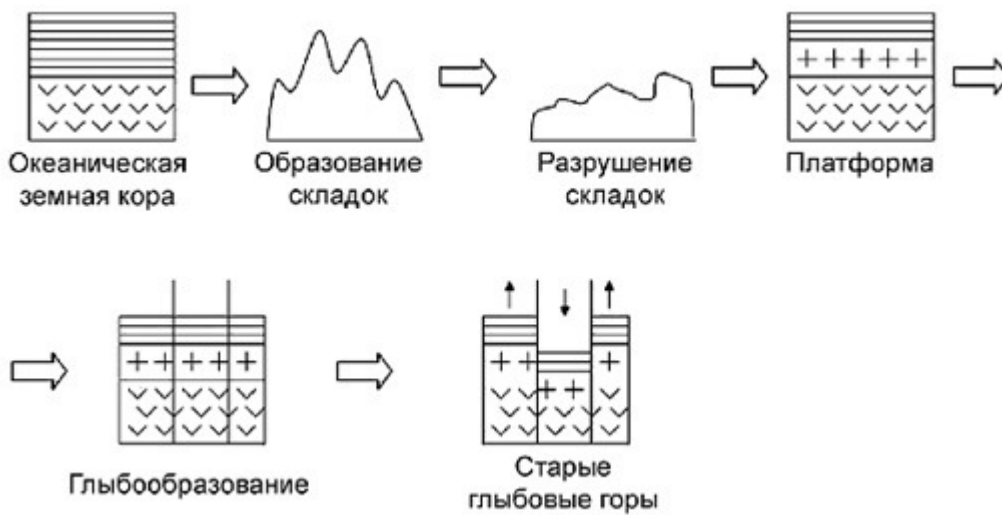 Океаническая
земная кора
Образование
складок
Разрушение
складок
Платформа
Глыбообразование
Старые
глыбовые горы